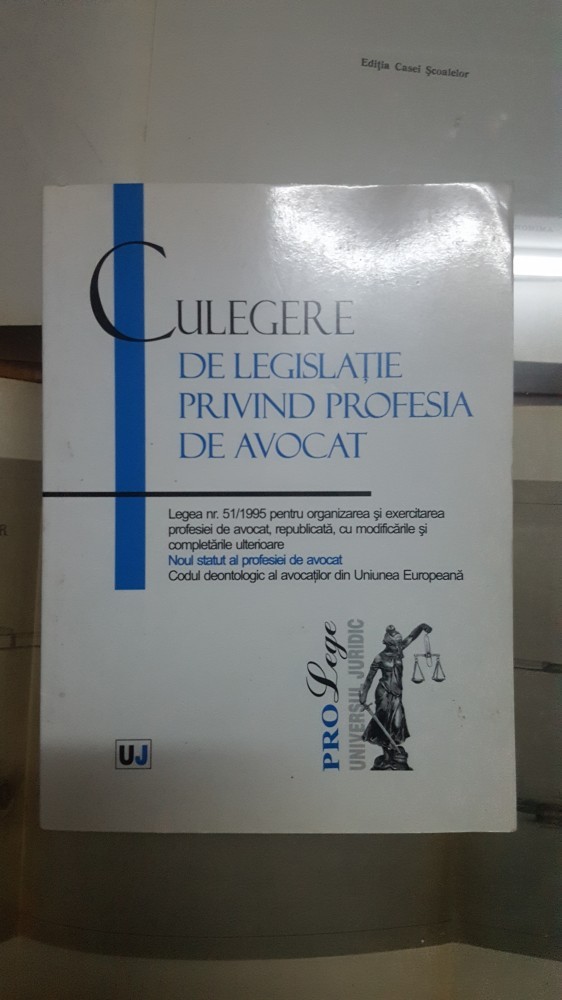 Ediția Casei Școalelor
CULEGERE
DE LEGISLAȚIE
PRIVIND PROFESIA
DE AVOCAT
Legea nr. 51/1995 pentru organizarea și exercitarea
profesiei de avocat, republicată, cu modificările și
completările ulterioare
Noul statut al profesiei de avocat
Codul deontologic al avocaților din Uniunea Europeană
PRO Lege
UNIVERSUL JURIDIC
UJ
R